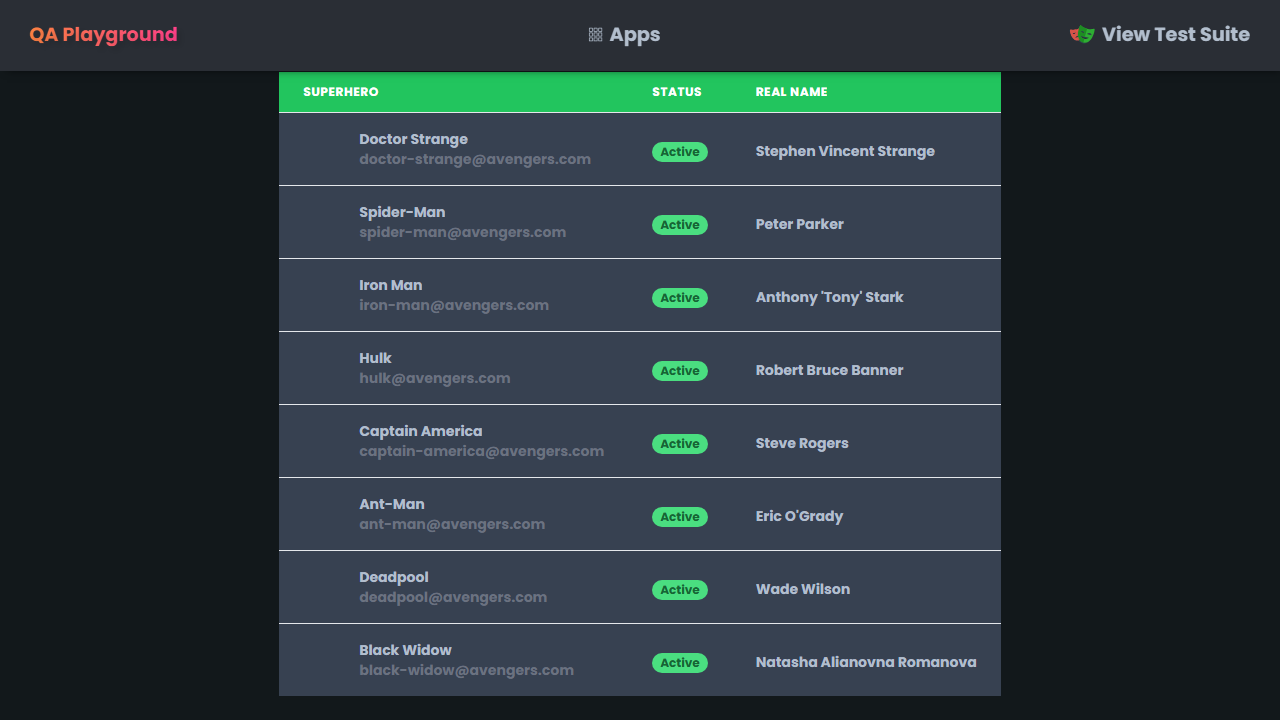 QA Playground
Apps
View Test Suite
SUPERHERO STATUS REAL NAME
Doctor Strange
doctor-strange@avengers.com
Active
Stephen Vincent Strange
Spider-Man
spider-man@avengers.com
Active
Peter Parker
Iron Man
iron-man@avengers.com
Active
Anthony 'Tony' Stark
Hulk
hulk@avengers.com
Active
Robert Bruce Banner
Captain America
captain-america@avengers.com
Active
Steve Rogers
Ant-Man
ant-man@avengers.com
Active
Eric O'Grady
Deadpool
deadpool@avengers.com
Active
Wade Wilson
Black Widow
black-widow@avengers.com
Active
Natasha Alianovna Romanova